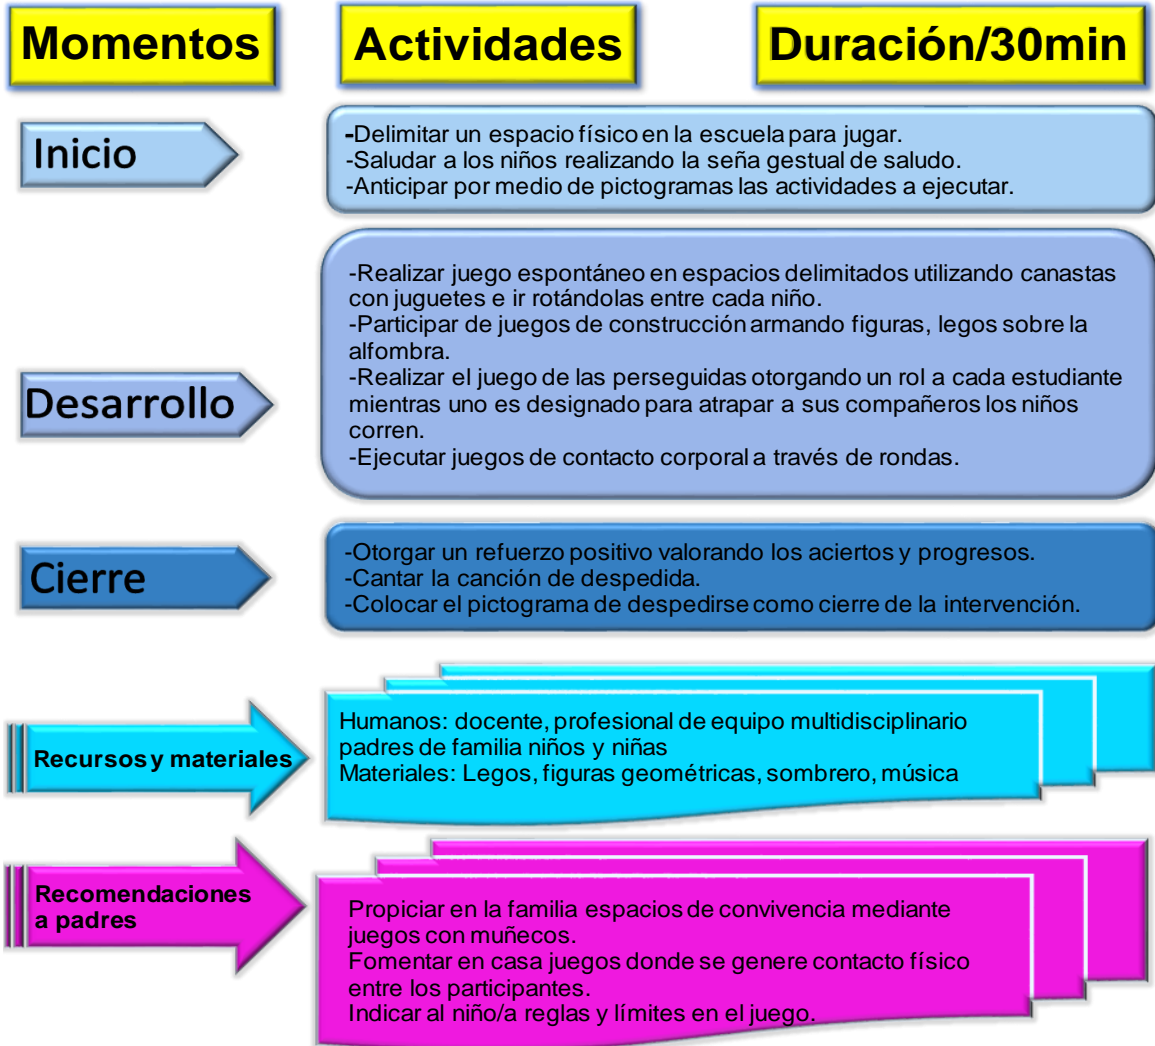 Momentos
Actividades
Duración/30min
Inicio
-Delimitar un espacio físico en la escuela para jugar.
-Saludar a los niños realizando la seña gestual de saludo.
-Anticipar por medio de pictogramas las actividades a ejecutar.
Desarrollo
-Realizar juego espontáneo en espacios delimitados utilizando canastas
con juguetes e ir rotándolas entre cada niño.
-Participar de juegos de construcción armando figuras, legos sobre la
alfombra.
-Realizar el juego de las perseguidas otorgando un rol a cada estudiante
mientras uno es designado para atrapar a sus compañeros los niños
corren.
-Ejecutar juegos de contacto corporal a través de rondas.
Cierre
-Otorgar un refuerzo positivo valorando los aciertos y progresos.
-Cantar la canción de despedida.
-Colocar el pictograma de despedirse como cierre de la intervención.
Recursos y materiales
Humanos: docente, profesional de equipo multidisciplinario
padres de familia niños y niñas
Materiales: Legos, figuras geométricas, sombrero, música
Recomendaciones
a padres
Propiciar en la familia espacios de convivencia mediante
juegos con muñecos.
Fomentar en casa juegos donde se genere contacto físico
entre los participantes.
Indicar al niño/a reglas y límites en el juego.